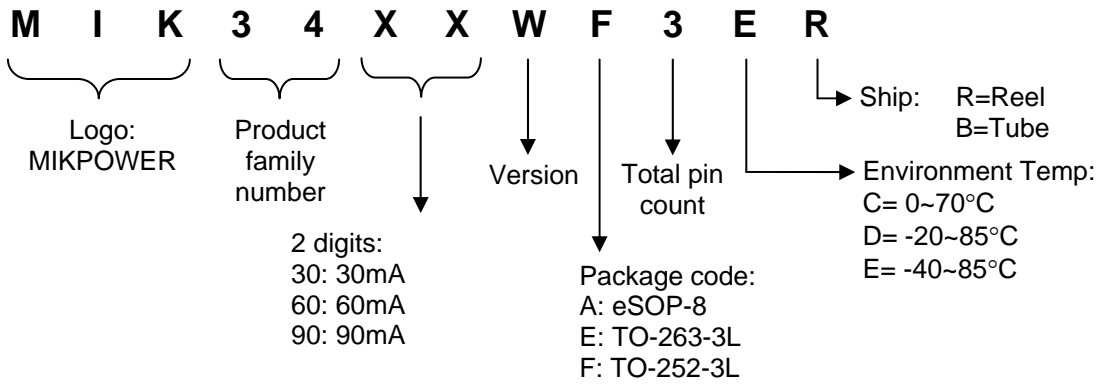 M I K 3 4 X X W F 3 E R
Logo:
MIKPOWER
Product
family
number
2 digits:
30: 30mA
60: 60mA
90: 90mA
Version
Package code:
A: eSOP-8
E: TO-263-3L
F: TO-252-3L
Total pin
count
Environment Temp:
C= 0~70°C
D= -20~85°C
E= -40~85°C
Ship: R=Reel
B=Tube